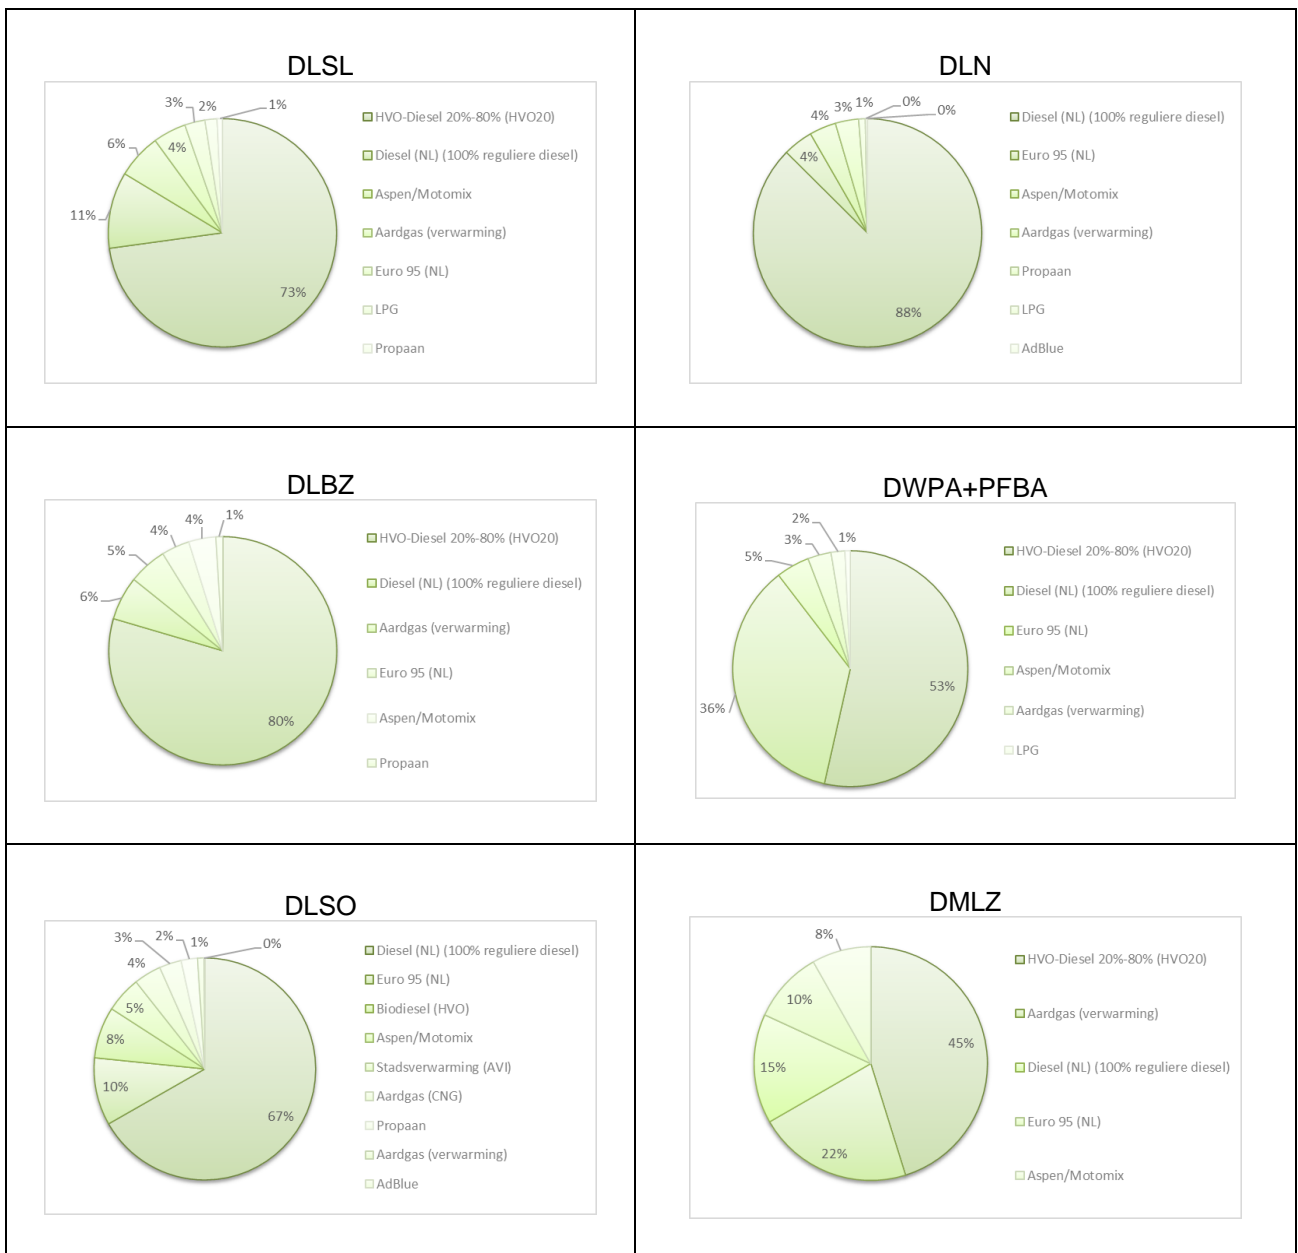 DLSL
3% 2% 1%
6% 4%
11%
73%
HVO-Diesel 20%-80% (HVO20)
Diesel (NL) (100% reguliere diesel)
Aspen/Motomix
Aardgas (verwarming)
Euro 95 (NL)
LPG
Propaan
DLN
4% 3% 1% 0%
0%
4%
88%
Diesel (NL) (100% reguliere diesel)
Euro 95 (NL)
Aspen/Motomix
Aardgas (verwarming)
Propaan
LPG
AdBlue
DLBZ
4% 4% 1%
5%
6%
80%
HVO-Diesel 20%-80% (HVO20)
Diesel (NL) (100% reguliere diesel)
Aardgas (verwarming)
Euro 95 (NL)
Aspen/Motomix
Propaan
DWPA+PFBA
2%
3% 1%
5%
53%
36%
HVO-Diesel 20%-80% (HVO20)
Diesel (NL) (100% reguliere diesel)
Euro 95 (NL)
Aspen/Motomix
Aardgas (verwarming)
LPG
DLSO
3% 2% 1% 0%
4%
5%
8%
10%
67%
Diesel (NL) (100% reguliere diesel)
Euro 95 (NL)
Biodiesel (HVO)
Aspen/Motomix
Stadsverwarming (AVI)
Aardgas (CNG)
Propaan
Aardgas (verwarming)
AdBlue
DMLZ
8%
10%
45%
15%
22%
HVO-Diesel 20%-80% (HVO20)
Aardgas (verwarming)
Diesel (NL) (100% reguliere diesel)
Euro 95 (NL)
Aspen/Motomix